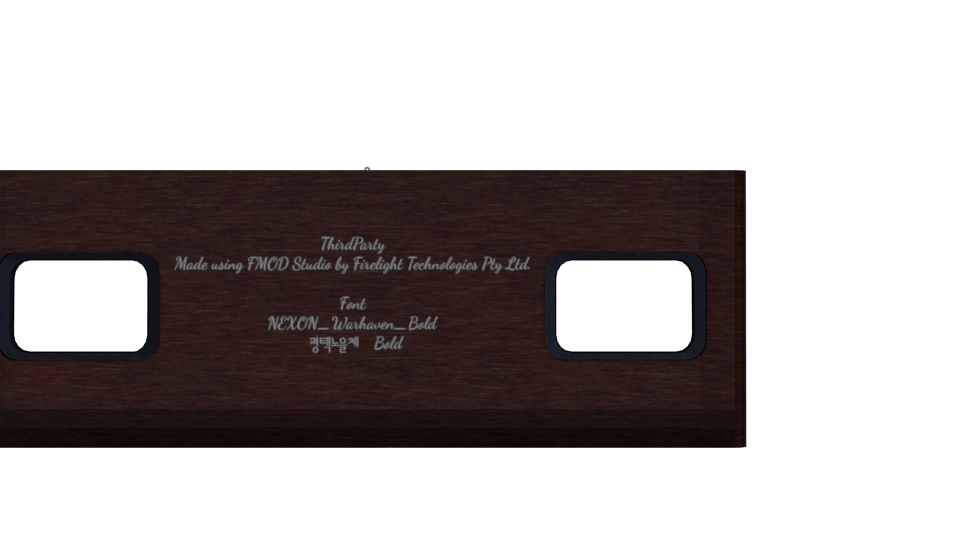 ThirdParty
Made using FMOD Studio by Firelight Technologies Pty Ltd.
Font
NEXON_Warhaven_Bold
평택노을체 Bold